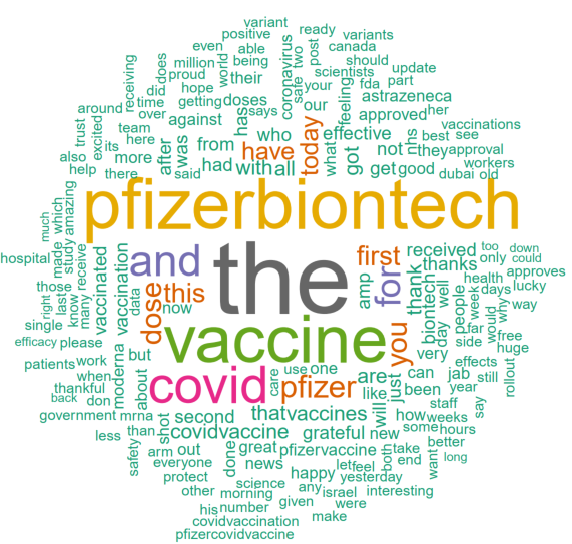 variant
positive
ready
even
able
variants
does
million
being
two
post
canada
receiving
proud
world
coronavirus
should
did
hope
their
safe
scientists
update
time
getting
doses
your
feeling
fda
part
around
over
says
our
astrazeneca
trust
team
against
has
today
approved
her
excited
here
after
was
from
who
effective
nhs
best
see
vaccinations
its
more
have
what
got
not
they
approval
also
had
with
all
get
good
workers
help
there
said
dubai
old
amazing
pfizerbiontech
much
which
study
the
and
for
first
received
too
down
hospital
made
receive
vaccinated
vaccination
this
amp
thank
thanks
only
could
those
last
know
many
data
dose
now
biontech
people
health
approves
right
days
lucky
single
vaccine
you
day
well
week
why
way
efficacy
please
but
very
side
far
would
free
huge
patients
work
moderna
covid
care
use
one
pfizer
are
can
jab
effects
rollout
when
about
like
just
been
year
still
thankful
back
don
mrna
second
that
vaccines
will
how
weeks
staff
say
government
shot
covidvaccine
grateful
new
some
hours
less
than
safety
arm
out
done
great
pfizervaccine
both
take
want
better
everyone
news
happy
let
feel
end
long
protect
science
yesterday
other
morning
any
israel
interesting
his
number
given
were
covidvaccination
make
pfizercovidvaccine